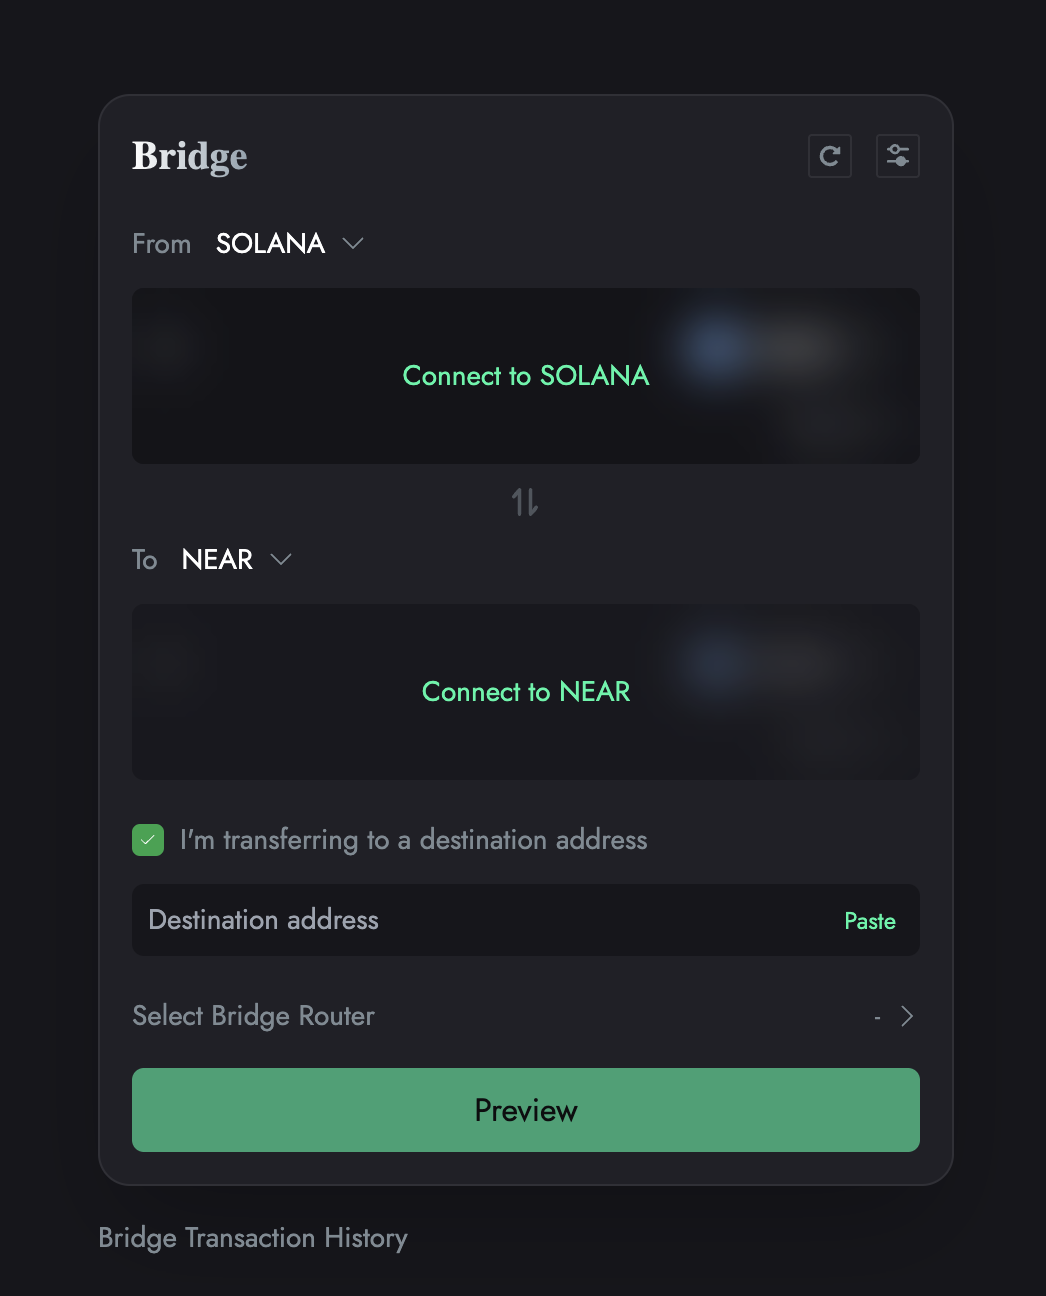 Bridge
From SOLANA
Connect to SOLANA
To NEAR
Connect to NEAR
I'm transferring to a destination address
Destination address Paste
Select Bridge Router -
Preview
Bridge Transaction History